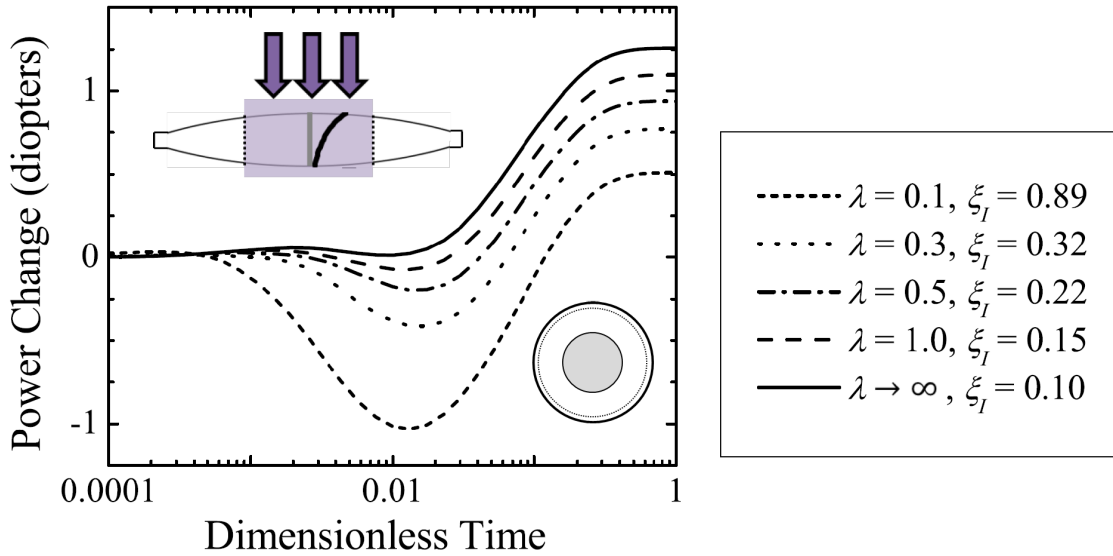 Power Change (diopters)
1
0
-1
0.0001
0.01
1
Dimensionless Time
λ = 0.1, ξI = 0.89
λ = 0.3, ξI = 0.32
λ = 0.5, ξI = 0.22
λ = 1.0, ξI = 0.15
λ → ∞ , ξI = 0.10